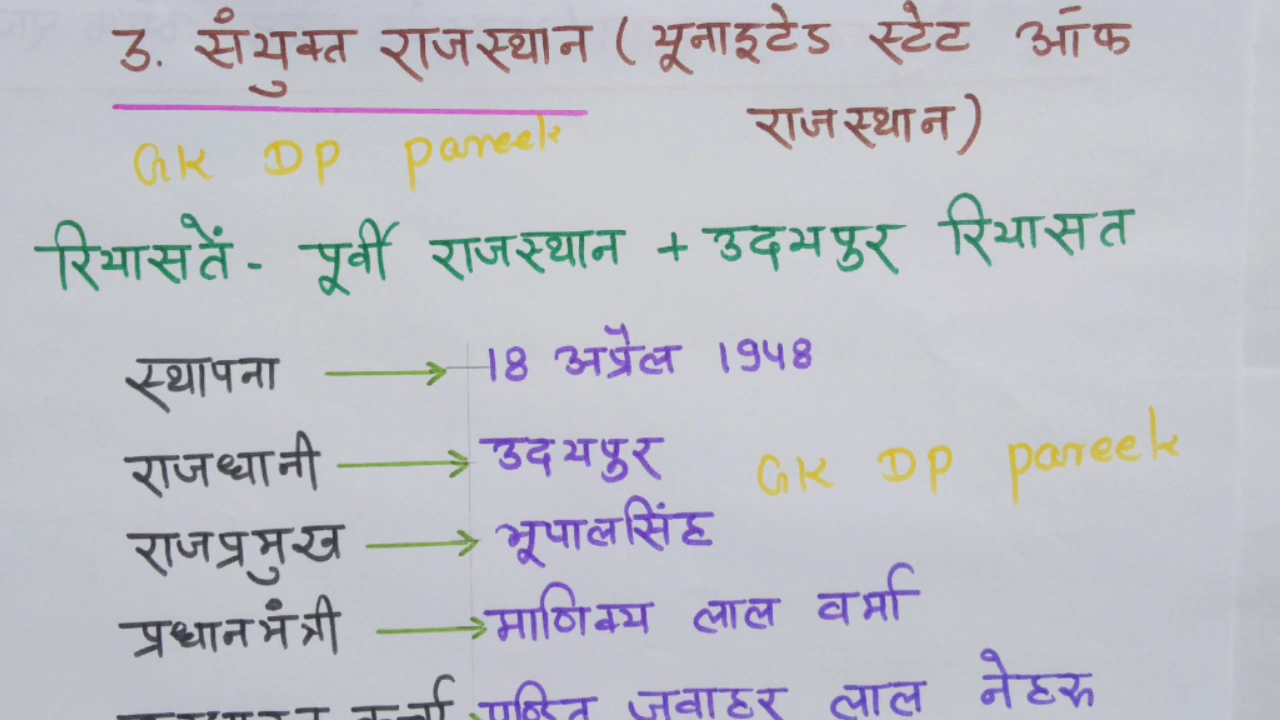 3. संयुक्त राजस्थान ( यूनाइटेड स्टेट ऑफ
राजस्थान )
GK DP pareek
रियासतें - पूर्वी राजस्थान + उदयपुर रियासत
स्थापना → 18 अप्रैल 1948
राजधानी → उदयपुर
GK DP pareek
राजप्रमुख → भूपालसिंह
प्रधानमंत्री → माणिक्य लाल वर्मा
कर्ता → पण्डित जवाहर लाल नेहरू